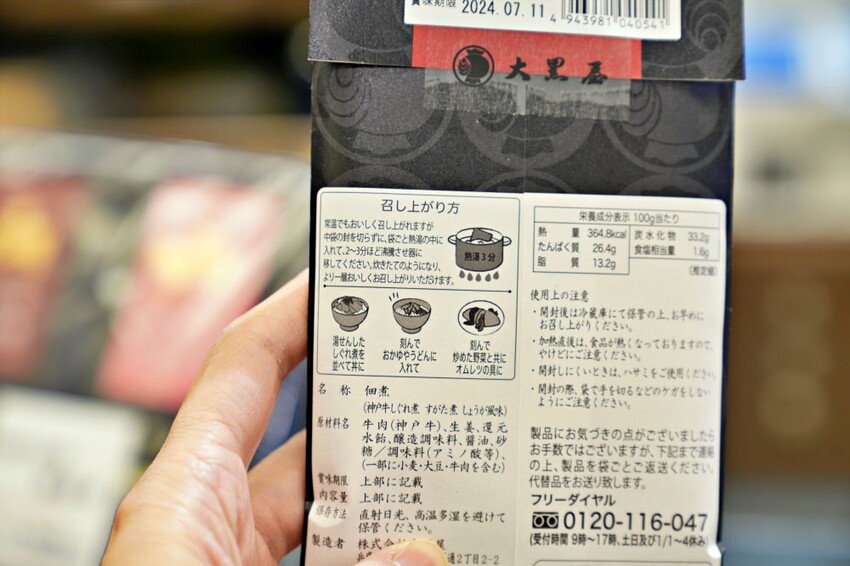 賞味期限 2024.07.11
4 943981 040541
大黒屋
召し上がり方
常温でもおいしく召し上がれますが
中袋の封を切らずに、袋ごと熱湯の中に
入れて、2〜3分ほど沸騰させ器に
移してください。炊きたてのようになり、
より一層おいしくお召し上がりいただけます。
熱湯3分
湯せんした
しぐれ煮を
並べて丼に
刻んで
おかゆやうどんに
入れて
刻んで
炒めた野菜と共に
オムレツの具に
名称 佃煮
(神戸牛しぐれ煮 すがた煮 しょうが風味)
原材料名 牛肉(神戸牛)、生姜、還元
水飴、醸造調味料、醤油、砂
糖/調味料(アミノ酸等)、
(一部に小麦・大豆・牛肉を含む)
賞味期限 上部に記載
内容量 上部に記載
保存方法 直射日光、高温多湿を避けて
保管ください。
製造者 株式会 屋
通2丁目2-2
栄養成分表示 100g当たり
熱量 364.8kcal 炭水化物 33.2g
たんぱく質 26.4g 食塩相当量 1.6g
脂質 13.2g
(推定値)
使用上の注意
・開封後は冷蔵庫にて保管の上、お早めに
お召し上がりください。
・加熱直後は、食品が熱くなっておりますので、
やけどにご注意ください。
・開封しにくいときは、ハサミをご使用ください。
・開封の際、袋で手を切るなどのケガをしない
ようにご注意ください。
製品にお気づきの点がございましたら
お手数ではございますが、下記まで連絡
の上、製品を袋ごとご返送ください。
代替品をお送り致します。
フリーダイヤル
0120-116-047
(受付時間 9時〜17時、土日及び1/1〜4休み)